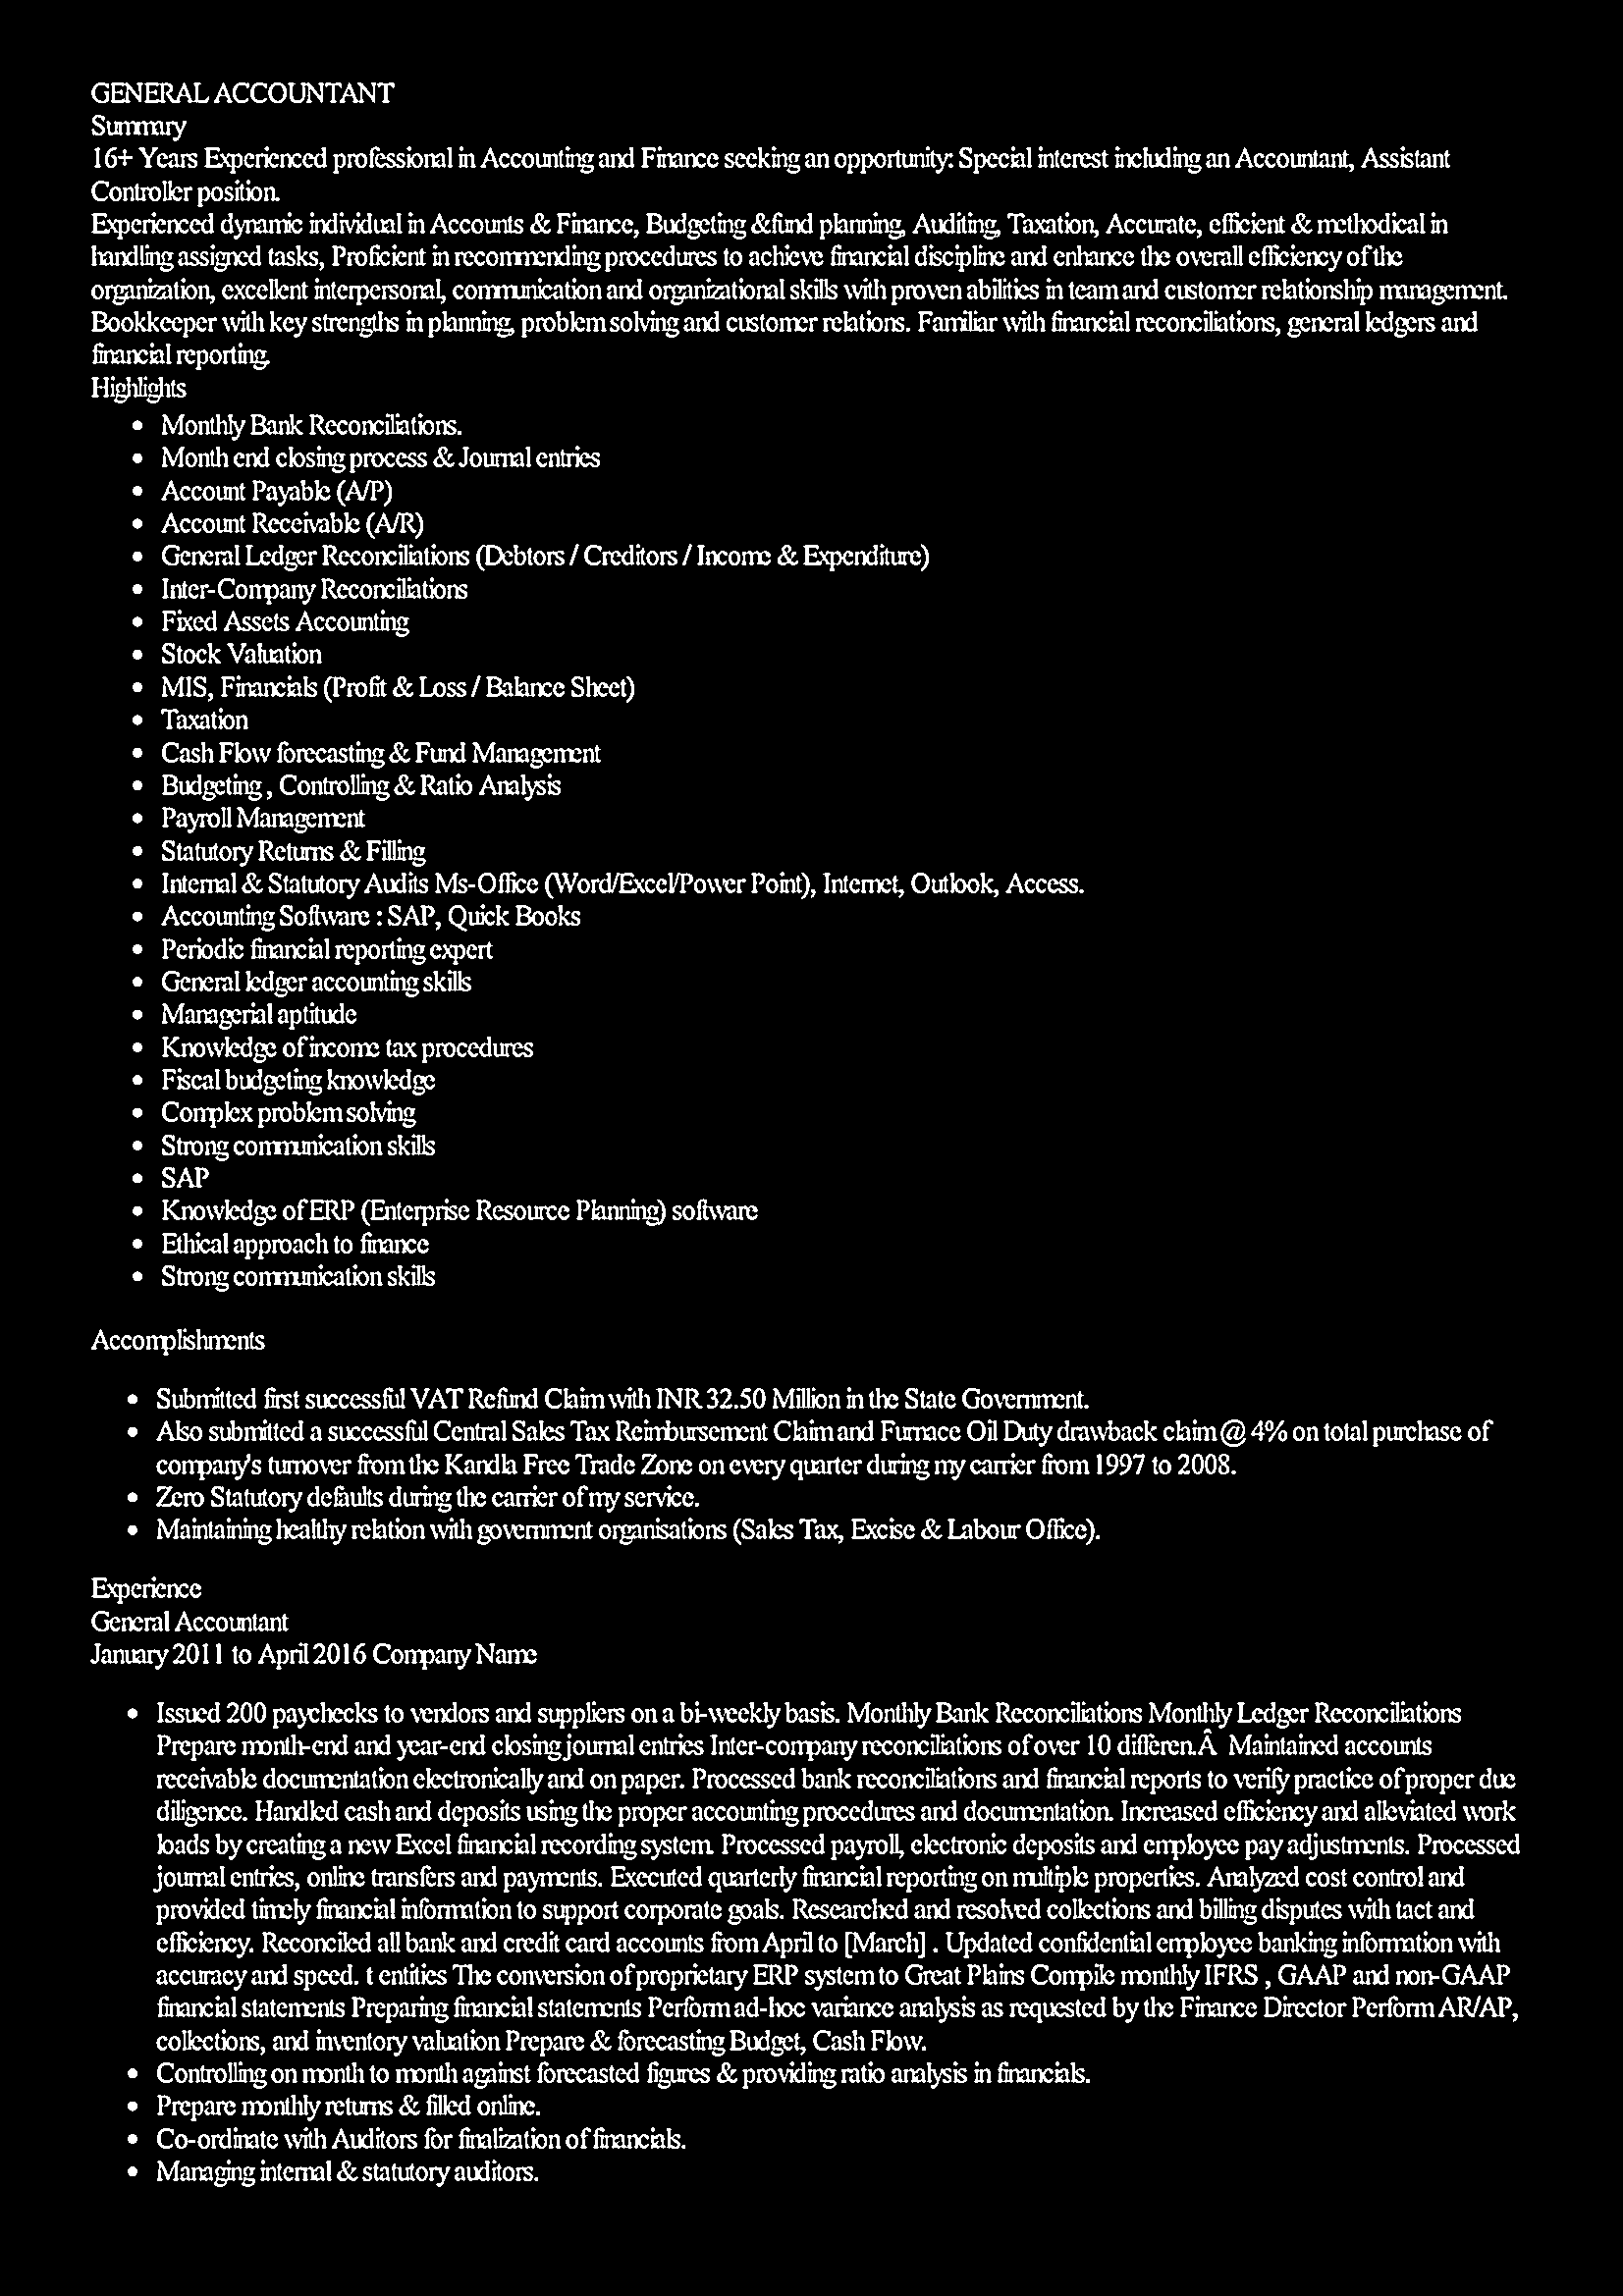 GENERAL ACCOUNTANT
Summary
16+ Years Experienced professional in Accounting and Finance seeking an opportunity: Special interest including an Accountant, Assistant
Controller position.
Experienced dynamic individual in Accounts & Finance, Budgeting &fund planning, Auditing, Taxation, Accurate, efficient & methodical in
handling assigned tasks, Proficient in recommending procedures to achieve financial discipline and enhance the overall efficiency of the
organization, excellent interpersonal, communication and organizational skills with proven abilities in team and customer relationship management.
Bookkeeper with key strengths in planning, problem solving and customer relations. Familiar with financial reconciliations, general ledgers and
financial reporting.
Highlights
• Monthly Bank Reconciliations.
• Month end closing process & Journal entries
• Account Payable (A/P)
• Account Receivable (A/R)
• General Ledger Reconciliations (Debtors / Creditors / Income & Expenditure)
• Inter-Company Reconciliations
• Fixed Assets Accounting
• Stock Valuation
• MIS, Financials (Profit & Loss / Balance Sheet)
• Taxation
• Cash Flow forecasting & Fund Management
• Budgeting , Controlling & Ratio Analysis
• Payroll Management
• Statutory Returns & Filling
• Internal & Statutory Audits Ms-Office (Word/Excel/Power Point), Internet, Outlook, Access.
• Accounting Software : SAP, Quick Books
• Periodic financial reporting expert
• General ledger accounting skills
• Managerial aptitude
• Knowledge of income tax procedures
• Fiscal budgeting knowledge
• Complex problem solving
• Strong communication skills
• SAP
• Knowledge of ERP (Enterprise Resource Planning) software
• Ethical approach to finance
• Strong communication skills
Accomplishments
• Submitted first successful VAT Refund Claim with INR 32.50 Million in the State Government.
• Also submitted a successful Central Sales Tax Reimbursement Claim and Furnace Oil Duty drawback claim @ 4% on total purchase of
company's turnover from the Kandla Free Trade Zone on every quarter during my carrier from 1997 to 2008.
• Zero Statutory defaults during the carrier of my service.
• Maintaining healthy relation with government organisations (Sales Tax, Excise & Labour Office).
Experience
General Accountant
January 2011 to April 2016 Company Name
• Issued 200 paychecks to vendors and suppliers on a bi-weekly basis. Monthly Bank Reconciliations Monthly Ledger Reconciliations
Prepare month-end and year-end closing journal entries Inter-company reconciliations of over 10 differen.Â Maintained accounts
receivable documentation electronically and on paper. Processed bank reconciliations and financial reports to verify practice of proper due
diligence. Handled cash and deposits using the proper accounting procedures and documentation. Increased efficiency and alleviated work
loads by creating a new Excel financial recording system. Processed payroll, electronic deposits and employee pay adjustments. Processed
journal entries, online transfers and payments. Executed quarterly financial reporting on multiple properties. Analyzed cost control and
provided timely financial information to support corporate goals. Researched and resolved collections and billing disputes with tact and
efficiency. Reconciled all bank and credit card accounts from April to [March] . Updated confidential employee banking information with
accuracy and speed. t entities The conversion of proprietary ERP system to Great Plains Compile monthly IFRS , GAAP and non-GAAP
financial statements Preparing financial statements Perform ad-hoc variance analysis as requested by the Finance Director Perform AR/AP,
collections, and inventory valuation Prepare & forecasting Budget, Cash Flow.
• Controlling on month to month against forecasted figures & providing ratio analysis in financials.
• Prepare monthly returns & filled online.
• Co-ordinate with Auditors for finalization of financials.
• Managing internal & statutory auditors.